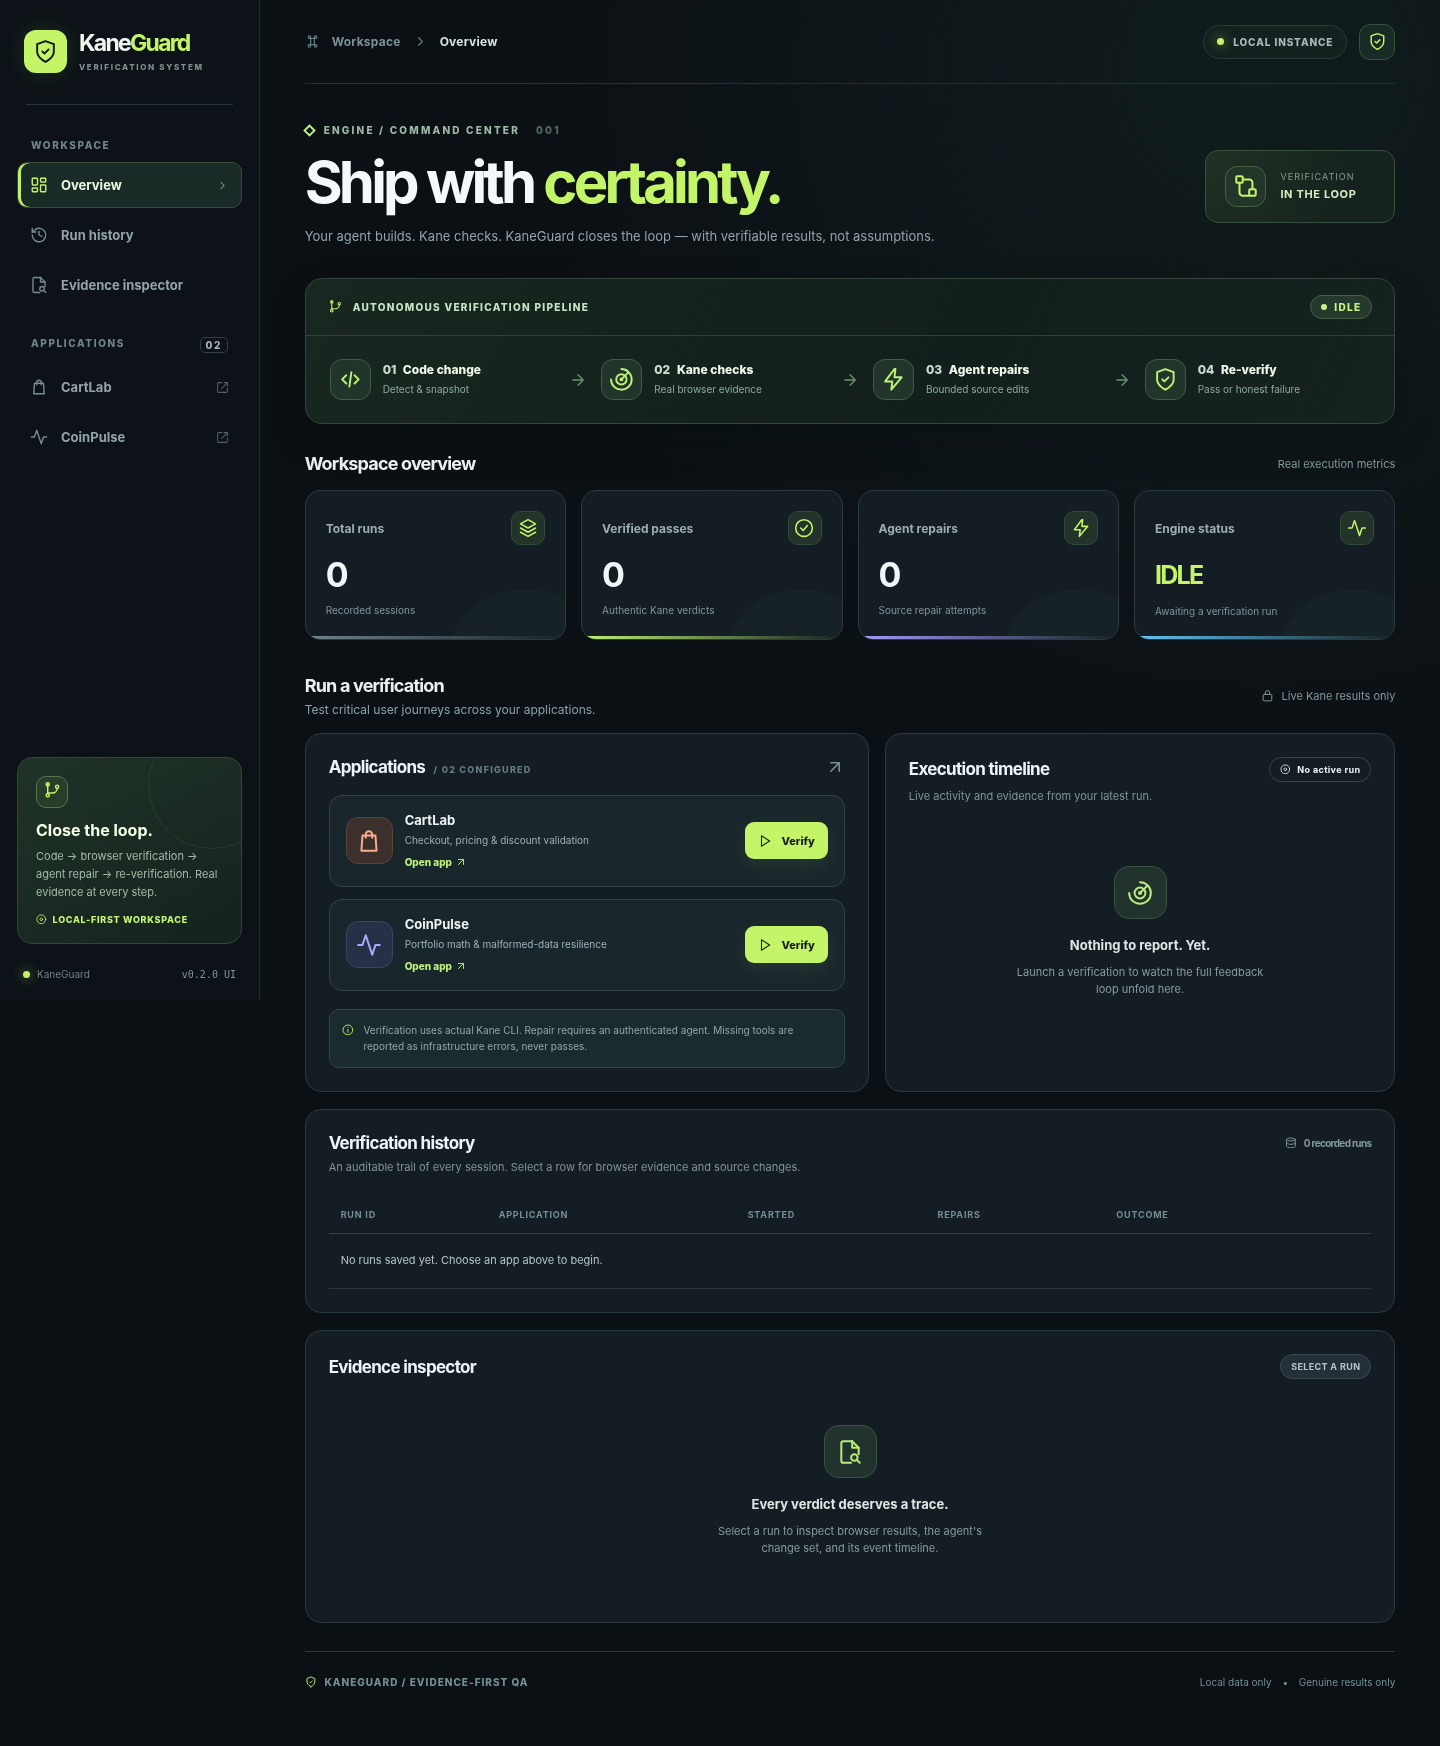 KaneGuard
VERIFICATION SYSTEM
WORKSPACE
Overview
Run history
Evidence inspector
APPLICATIONS 02
CartLab
CoinPulse
Close the loop.
Code → browser verification →
agent repair → re-verification. Real
evidence at every step.
LOCAL-FIRST WORKSPACE
KaneGuard v0.2.0 UI
Workspace > Overview
LOCAL INSTANCE
ENGINE / COMMAND CENTER 001
Ship with certainty.
Your agent builds. Kane checks. KaneGuard closes the loop — with verifiable results, not assumptions.
VERIFICATION
IN THE LOOP
AUTONOMOUS VERIFICATION PIPELINE
IDLE
01 Code change
Detect & snapshot
02 Kane checks
Real browser evidence
03 Agent repairs
Bounded source edits
04 Re-verify
Pass or honest failure
Workspace overview
Real execution metrics
Total runs
0
Recorded sessions
Verified passes
0
Authentic Kane verdicts
Agent repairs
0
Source repair attempts
Engine status
IDLE
Awaiting a verification run
Run a verification
Test critical user journeys across your applications.
Live Kane results only
Applications / 02 CONFIGURED
CartLab
Checkout, pricing & discount validation
Open app
Verify
CoinPulse
Portfolio math & malformed-data resilience
Open app
Verify
Verification uses actual Kane CLI. Repair requires an authenticated agent. Missing tools are
reported as infrastructure errors, never passes.
Execution timeline
No active run
Live activity and evidence from your latest run.
Nothing to report. Yet.
Launch a verification to watch the full feedback
loop unfold here.
Verification history
0 recorded runs
An auditable trail of every session. Select a row for browser evidence and source changes.
RUN ID APPLICATION STARTED REPAIRS OUTCOME
No runs saved yet. Choose an app above to begin.
Evidence inspector
SELECT A RUN
Every verdict deserves a trace.
Select a run to inspect browser results, the agent's
change set, and its event timeline.
KANEGUARD / EVIDENCE-FIRST QA
Local data only • Genuine results only